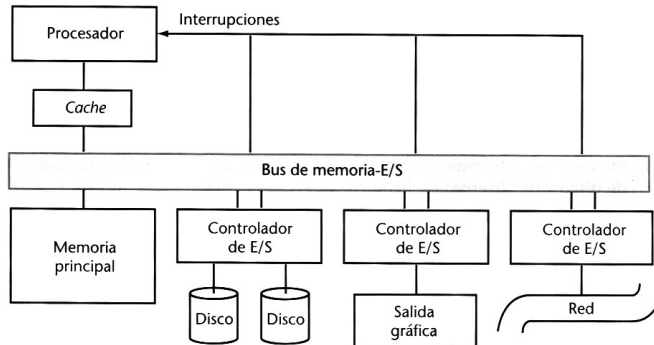 Interrupciones
Procesador
Cache
Bus de memoria-E/S
Memoria
principal
Controlador
de E/S
Controlador
de E/S
Controlador
de E/S
Disco
Disco
Salida
gráfica
Red